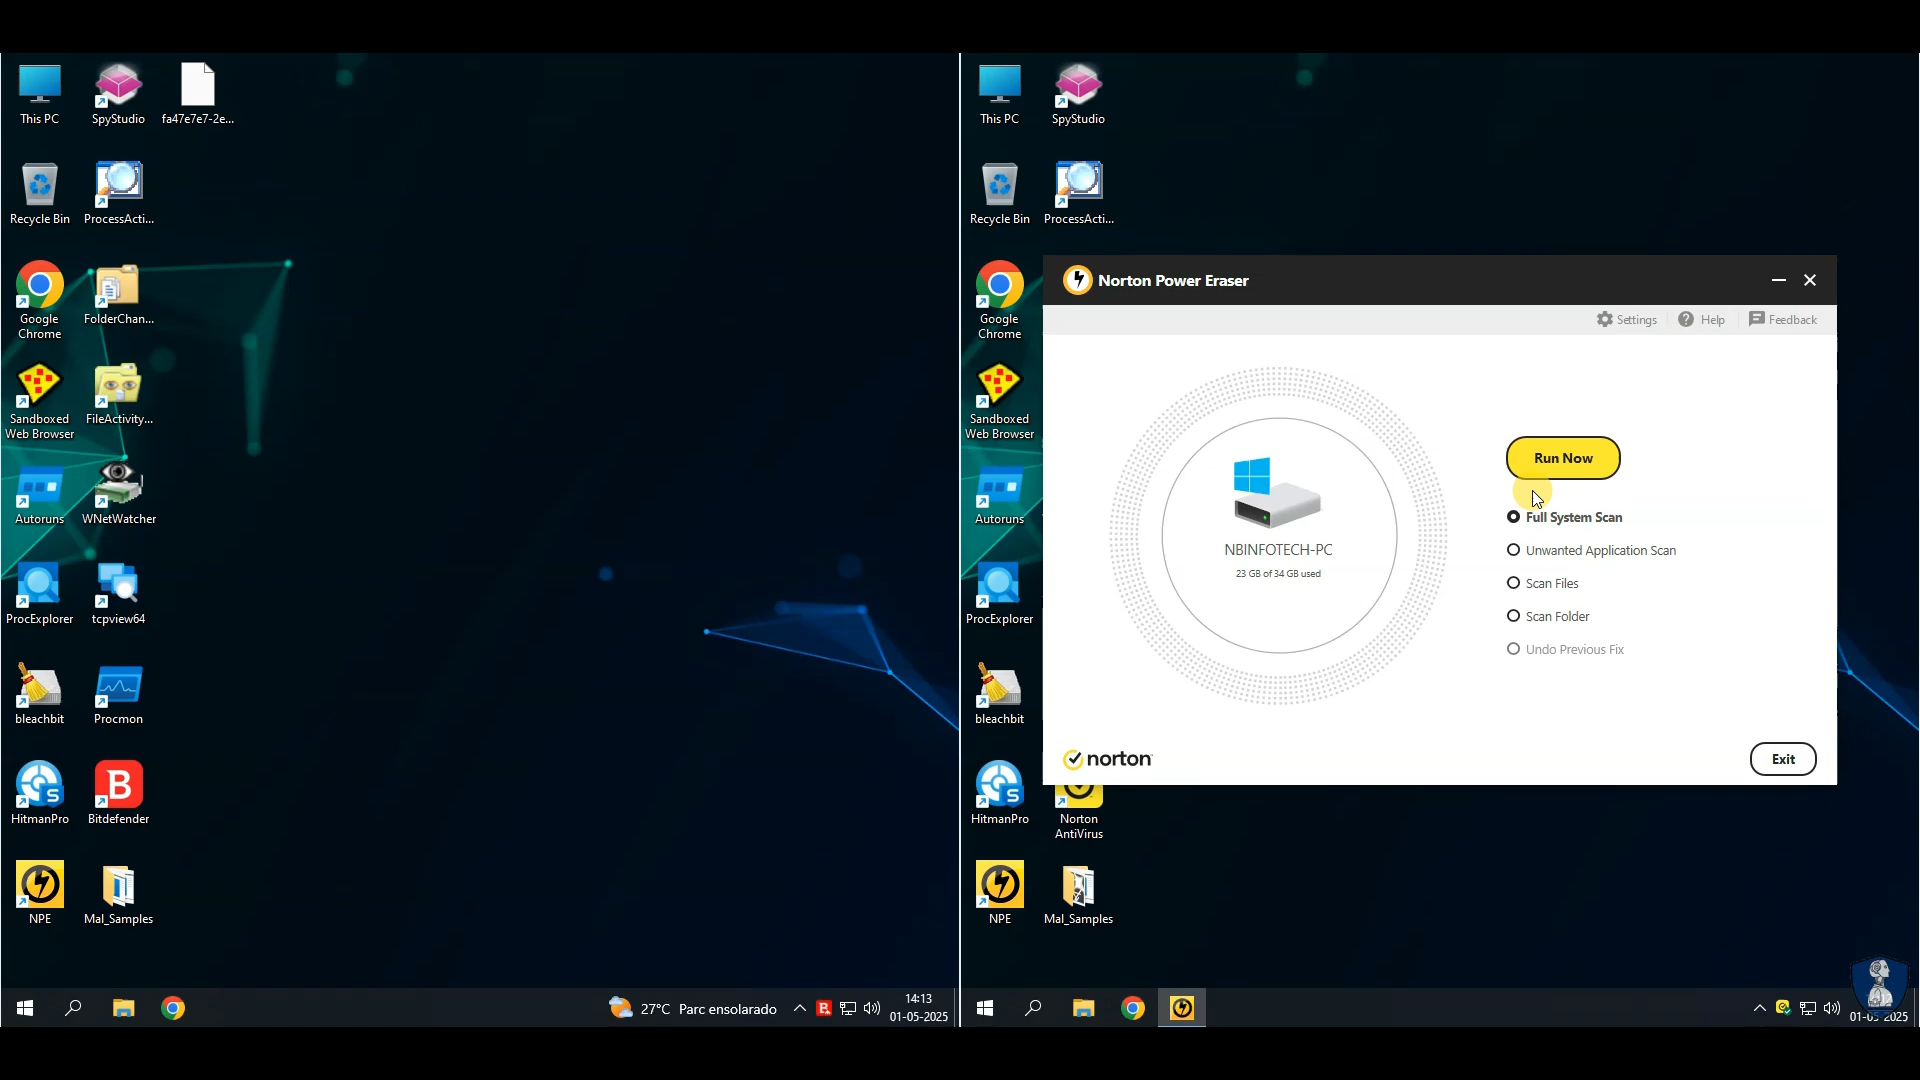 This PC
SpyStudio
fa47e7e7-2e...
Recycle Bin
ProcessActi...
Google
Chrome
FolderChan...
Sandboxed
Web Browser
FileActivity...
Autoruns
WNetWatcher
ProcExplorer
tcpview64
bleachbit
Procmon
HitmanPro
Bitdefender
NPE
Mal_Samples
27°C Parc ensolarado
14:13
01-05-2025
This PC
SpyStudio
Recycle Bin
ProcessActi...
Google
Chrome
Sandboxed
Web Browser
Autoruns
ProcExplorer
bleachbit
HitmanPro
Norton
AntiVirus
NPE
Mal_Samples
Norton Power Eraser
Settings
Help
Feedback
NBINFOTECH-PC
23 GB of 34 GB used
Run Now
Full System Scan
Unwanted Application Scan
Scan Files
Scan Folder
Undo Previous Fix
norton
Exit
01-05-2025